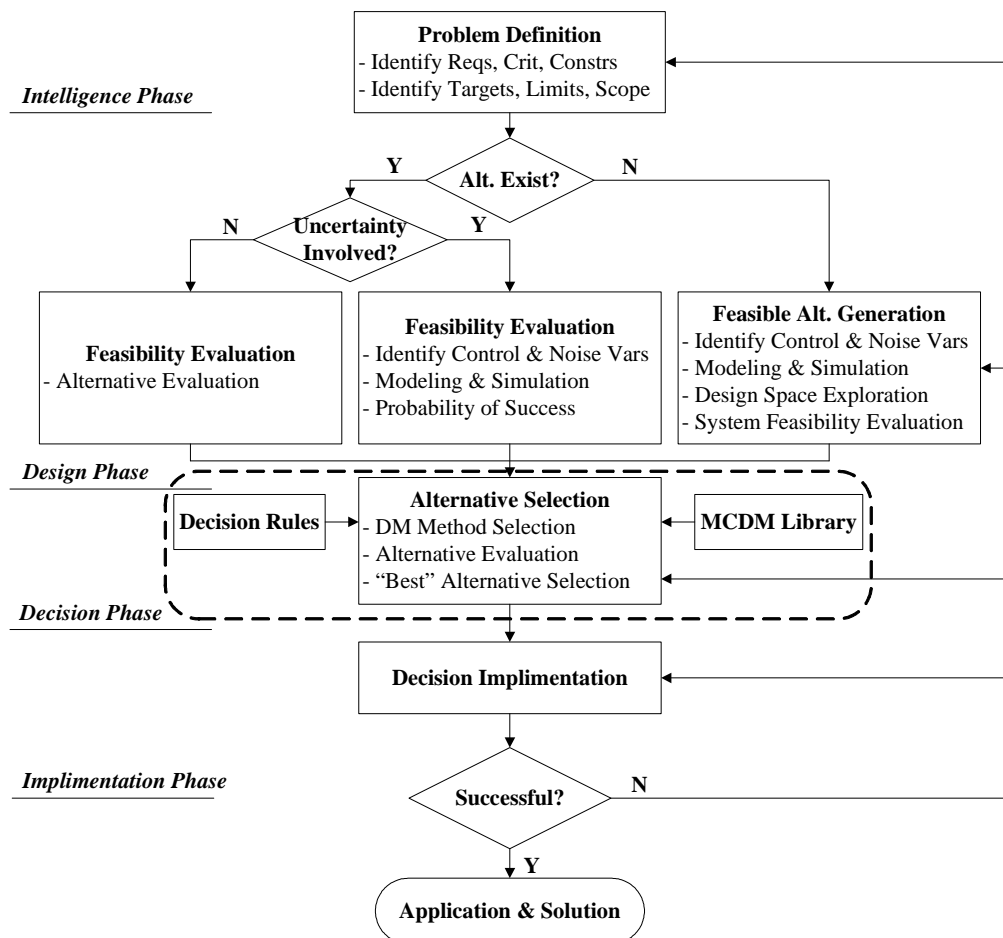 Problem Definition
- Identify Reqs, Crit, Constrs
- Identify Targets, Limits, Scope
Intelligence Phase
Alt. Exist?
Y
N
Uncertainty
Involved?
N
Y
Feasibility Evaluation
- Alternative Evaluation
Feasibility Evaluation
- Identify Control & Noise Vars
- Modeling & Simulation
- Probability of Success
Feasible Alt. Generation
- Identify Control & Noise Vars
- Modeling & Simulation
- Design Space Exploration
- System Feasibility Evaluation
Design Phase
Decision Rules
Alternative Selection
- DM Method Selection
- Alternative Evaluation
- “Best” Alternative Selection
MCDM Library
Decision Phase
Decision Implimentation
Implimentation Phase
Successful?
N
Y
Application & Solution